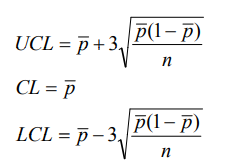 UCL = p̅ + 3√(p̅(1 − p̅)/n)
CL = p̅
LCL = p̅ − 3√(p̅(1 − p̅)/n)